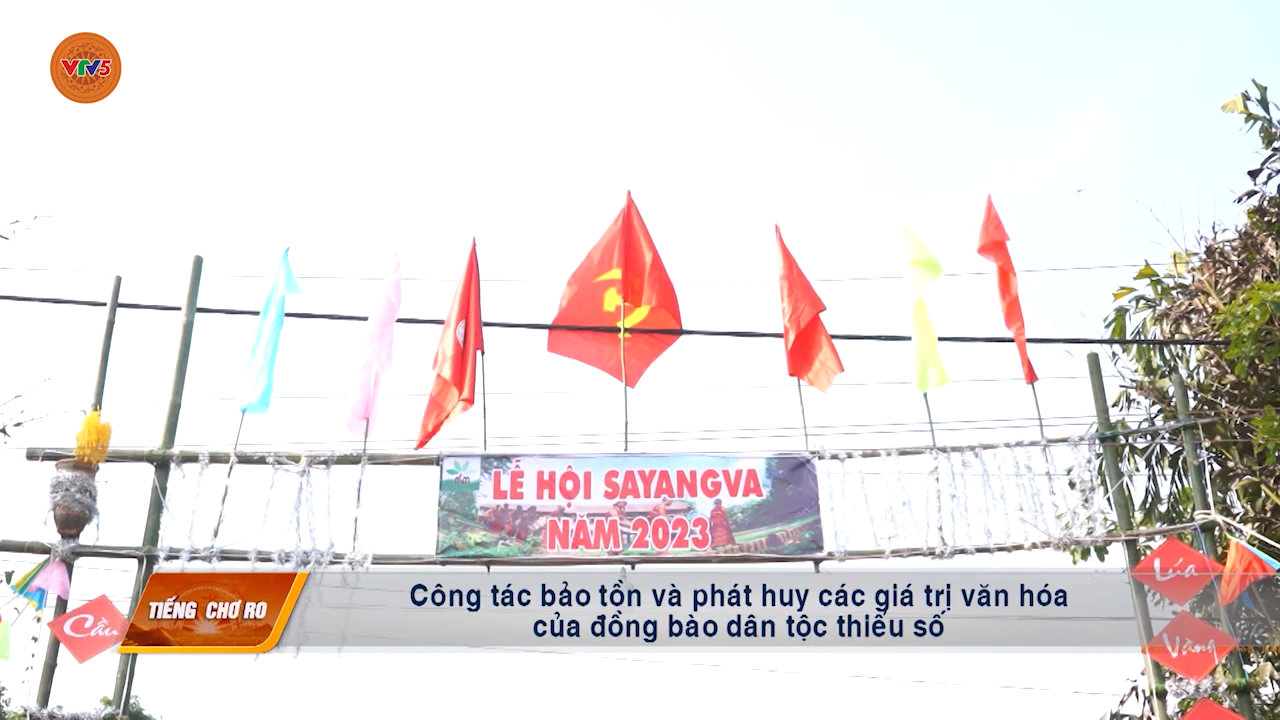 VTV5
LỄ HỘI SAYANGVA
NĂM 2023
Cầu
Lúa
Vàng
TIẾNG CHƠ RO
Công tác bảo tồn và phát huy các giá trị văn hóa
của đồng bào dân tộc thiểu số